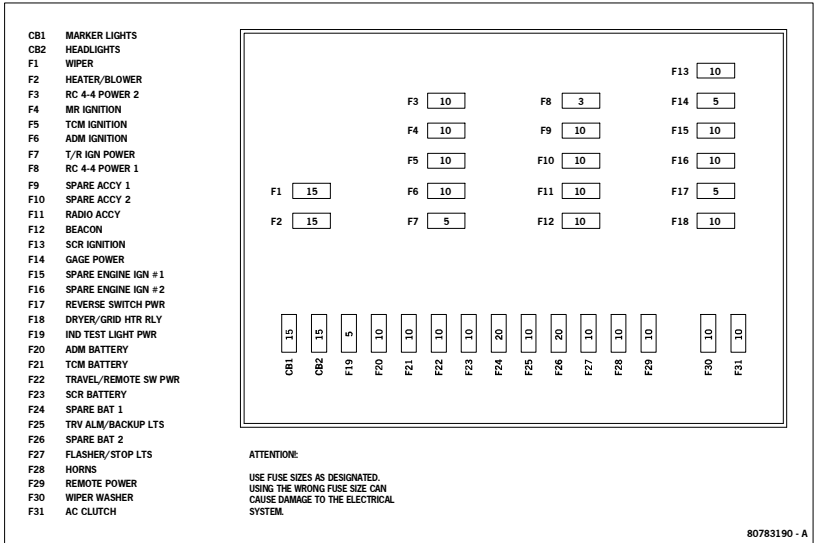 CB1 MARKER LIGHTS
CB2 HEADLIGHTS
F1 WIPER
F2 HEATER/BLOWER
F3 RC 4-4 POWER 2
F4 MR IGNITION
F5 TCM IGNITION
F6 ADM IGNITION
F7 T/R IGN POWER
F8 RC 4-4 POWER 1
F9 SPARE ACCY 1
F10 SPARE ACCY 2
F11 RADIO ACCY
F12 BEACON
F13 SCR IGNITION
F14 GAGE POWER
F15 SPARE ENGINE IGN #1
F16 SPARE ENGINE IGN #2
F17 REVERSE SWITCH PWR
F18 DRYER/GRID HTR RLY
F19 IND TEST LIGHT PWR
F20 ADM BATTERY
F21 TCM BATTERY
F22 TRAVEL/REMOTE SW PWR
F23 SCR BATTERY
F24 SPARE BAT 1
F25 TRV ALM/BACKUP LTS
F26 SPARE BAT 2
F27 FLASHER/STOP LTS
F28 HORNS
F29 REMOTE POWER
F30 WIPER WASHER
F31 AC CLUTCH
F13 10
F3 10 F8 3 F14 5
F4 10 F9 10 F15 10
F5 10 F10 10 F16 10
F1 15 F6 10 F11 10 F17 5
F2 15 F7 5 F12 10 F18 10
15 15 5 10 10 10 10 20 10 20 10 10 10 10 10
CB1 CB2 F19 F20 F21 F22 F23 F24 F25 F26 F27 F28 F29 F30 F31
ATTENTION!:
USE FUSE SIZES AS DESIGNATED.
USING THE WRONG FUSE SIZE CAN
CAUSE DAMAGE TO THE ELECTRICAL
SYSTEM.
80783190 - A